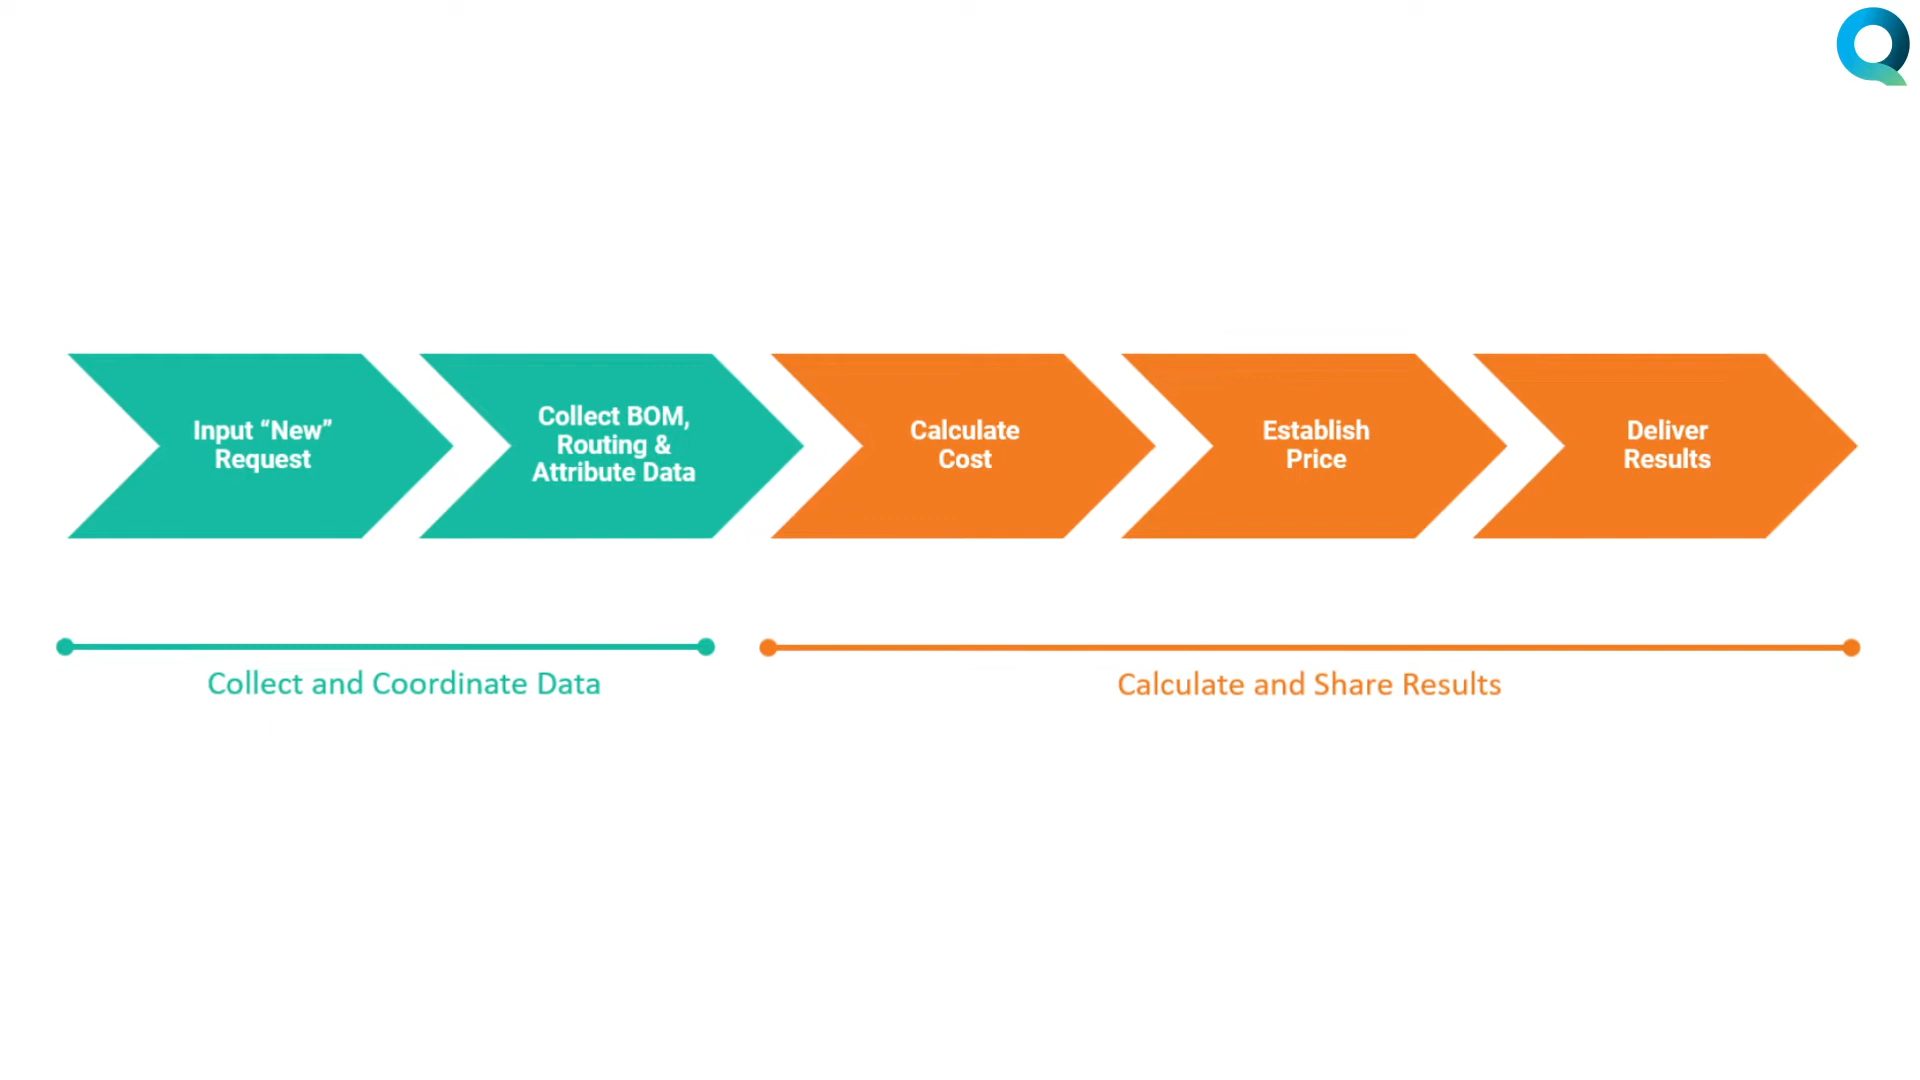 Input “New”
Request
Collect BOM,
Routing &
Attribute Data
Calculate
Cost
Establish
Price
Deliver
Results
Collect and Coordinate Data
Calculate and Share Results